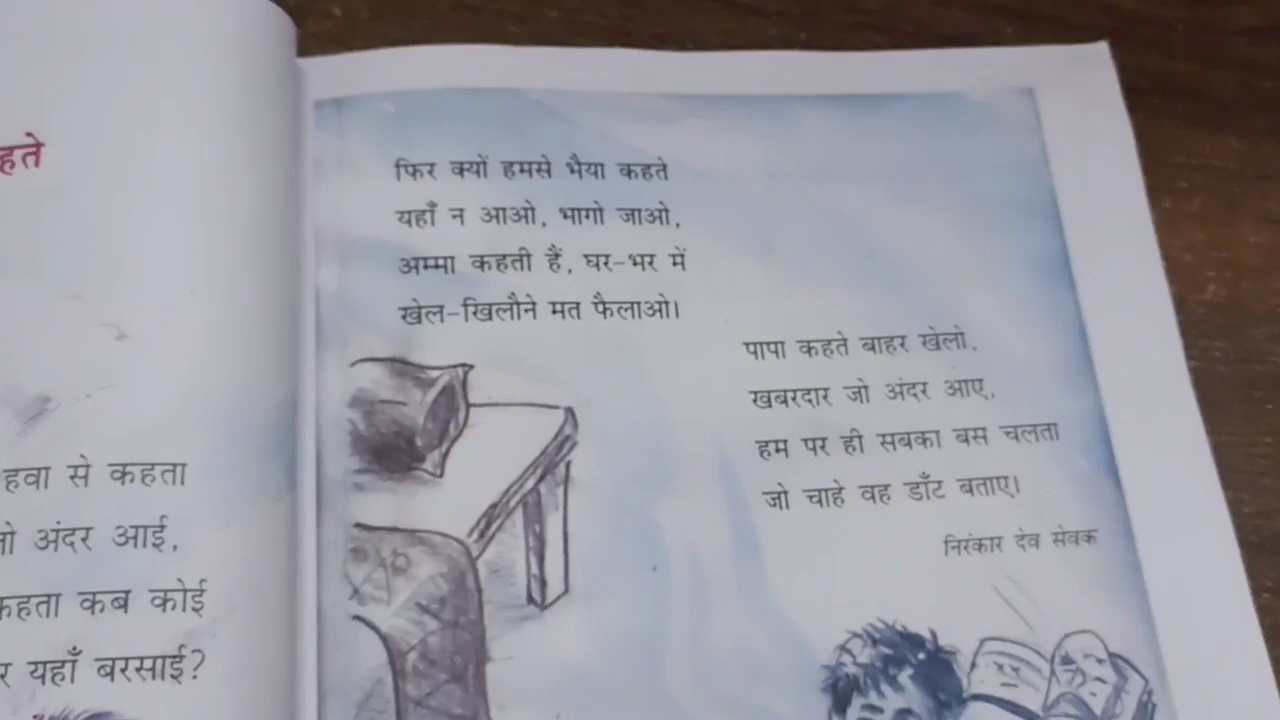 हते
हवा से कहता
अंदर आई,
कहता कब कोई
यहाँ बरसाई?
फिर क्यों हमसे भैया कहते
यहाँ न आओ, भागो जाओ,
अम्मा कहती हैं, घर-भर में
खेल-खिलौने मत फैलाओ।
पापा कहते बाहर खेलो,
खबरदार जो अंदर आए,
हम पर ही सबका बस चलता
जो चाहे वह डाँट बताए।
निरंकार देव सेवक